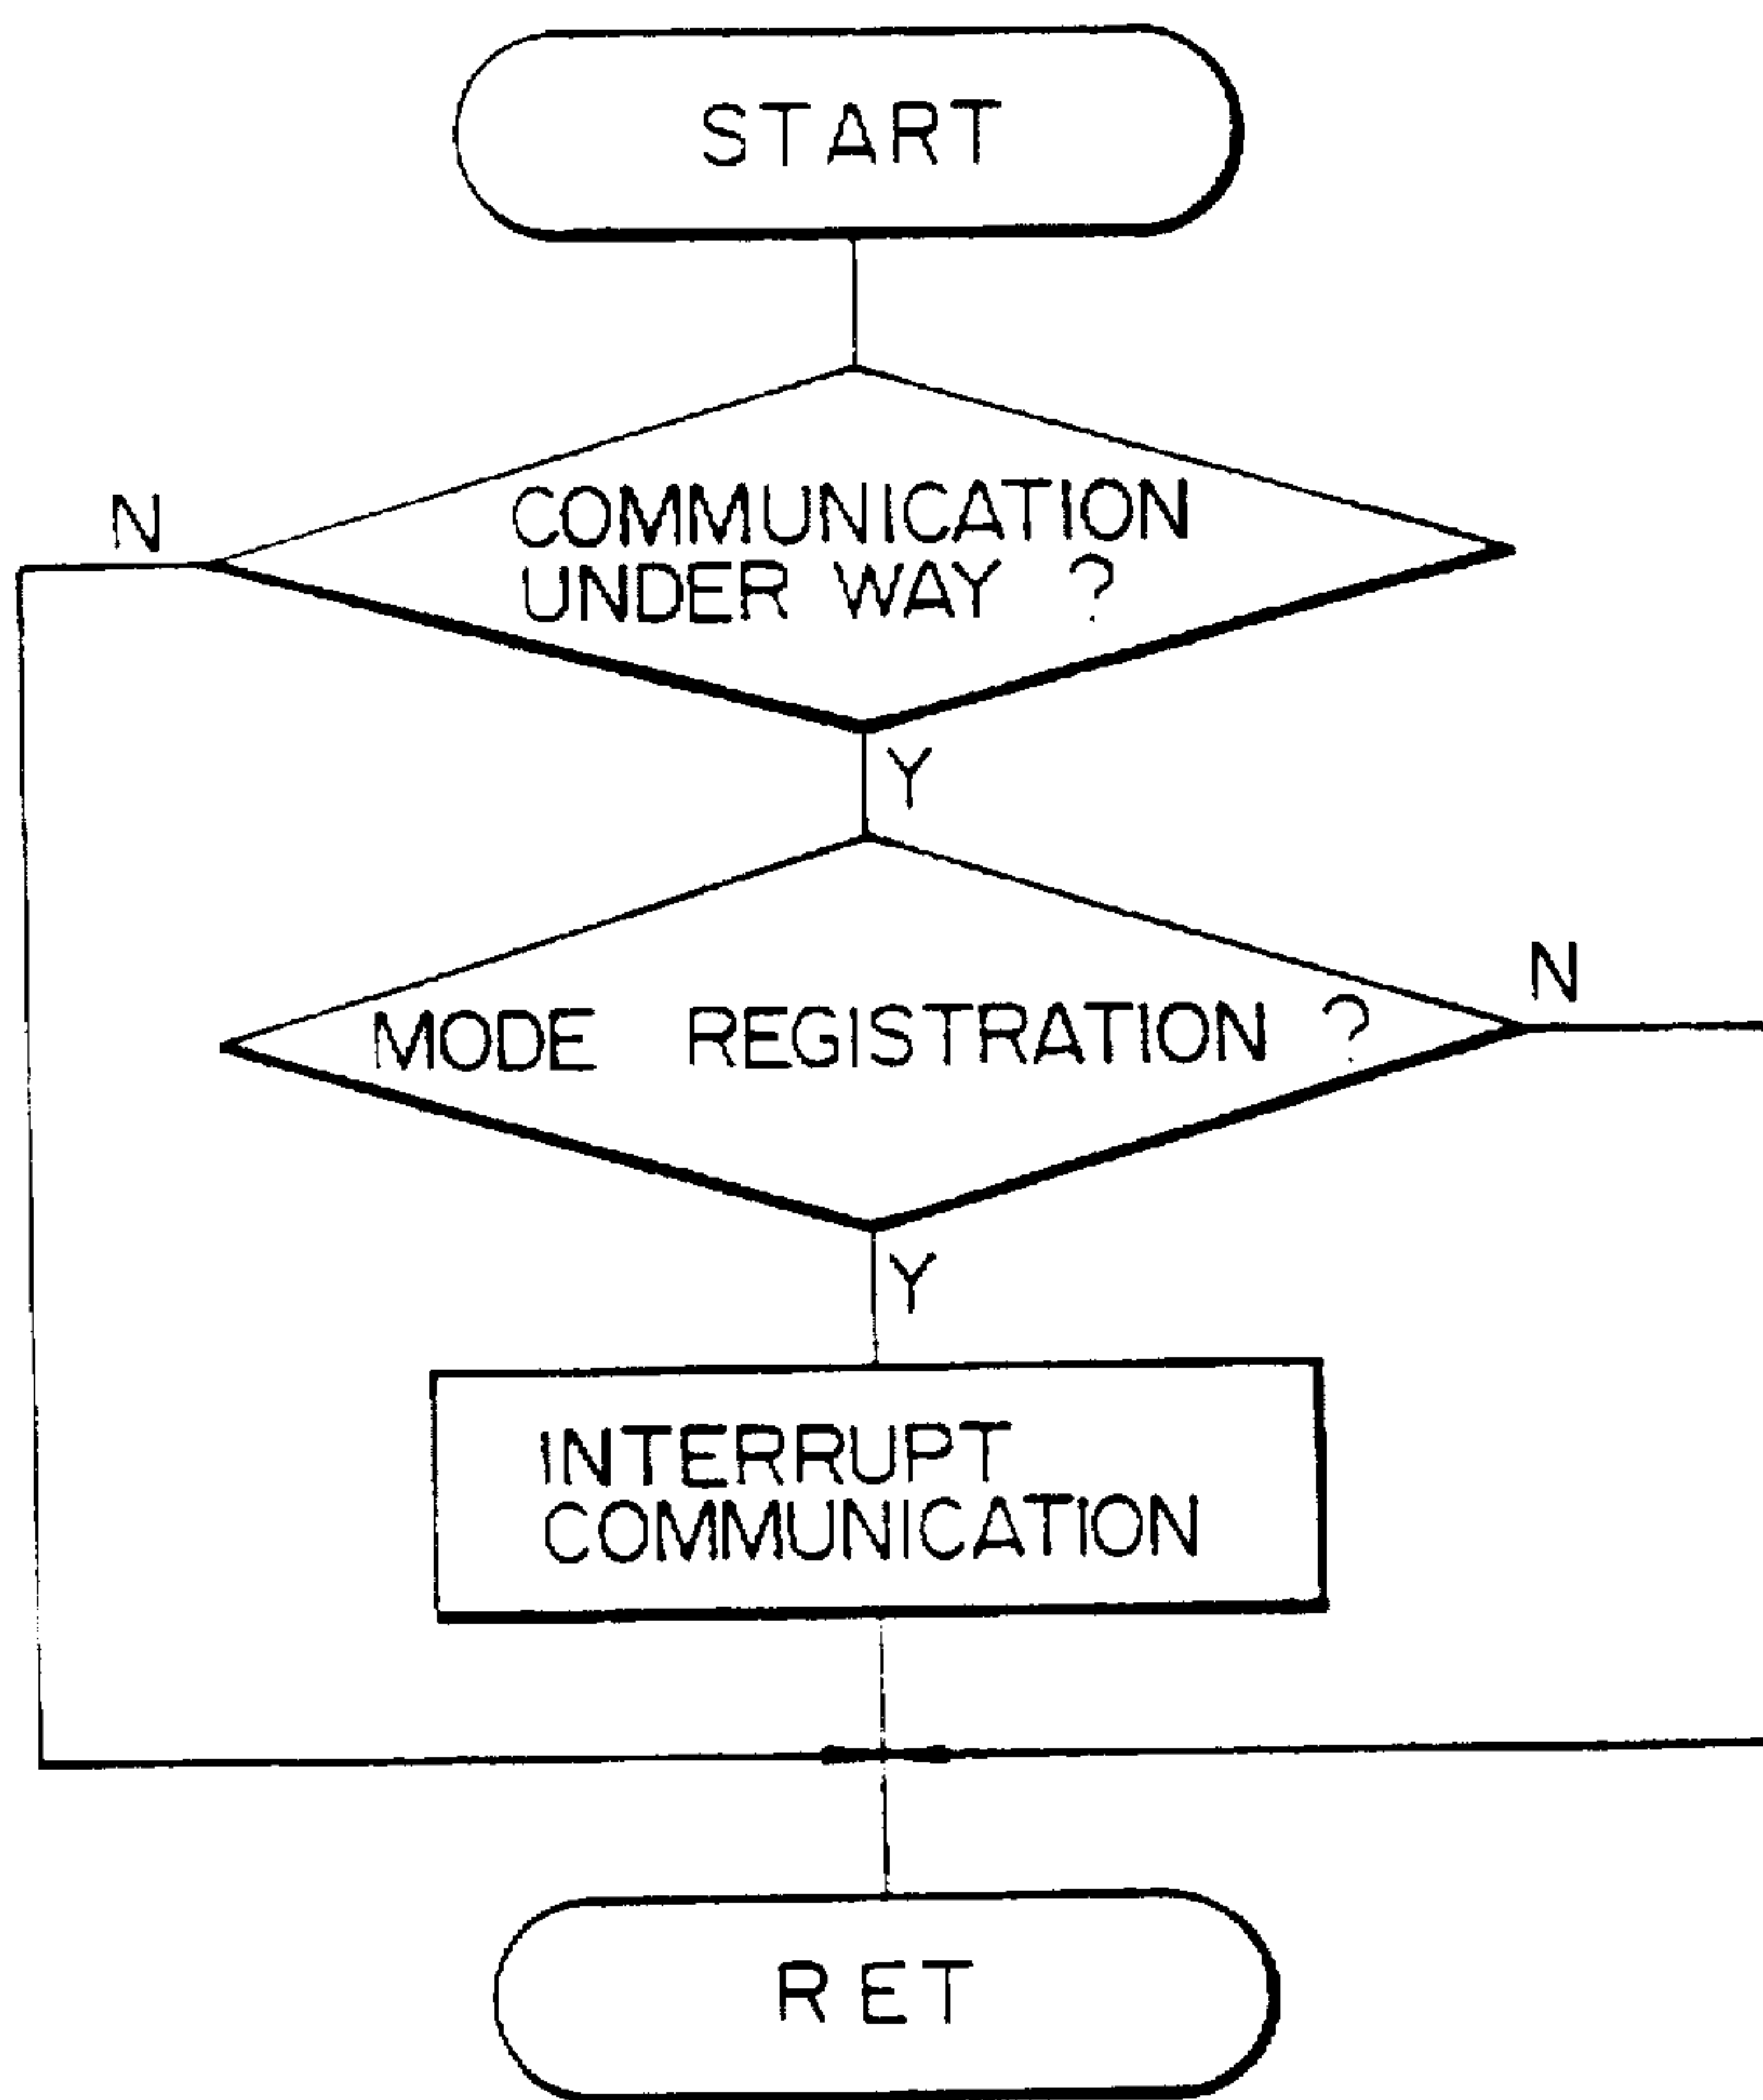 START
N
COMMUNICATION
UNDER WAY ?
Y
N
MODE REGISTRATION ?
Y
INTERRUPT
COMMUNICATION
RET